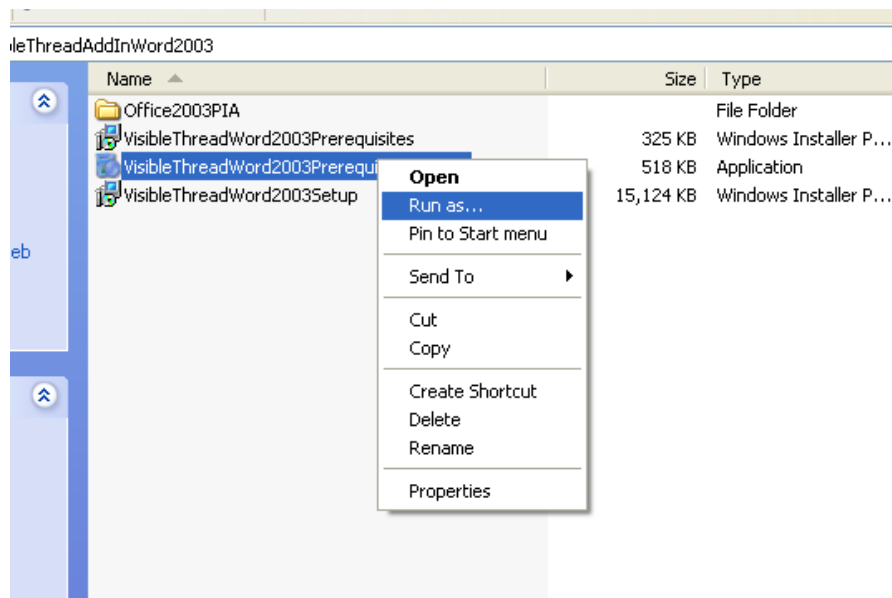 leThreadAddInWord2003
Name Size Type
Office2003PIA File Folder
VisibleThreadWord2003Prerequisites 325 KB Windows Installer P...
VisibleThreadWord2003Prerequi 518 KB Application
VisibleThreadWord2003Setup 15,124 KB Windows Installer P...
eb
Open
Run as...
Pin to Start menu
Send To
Cut
Copy
Create Shortcut
Delete
Rename
Properties